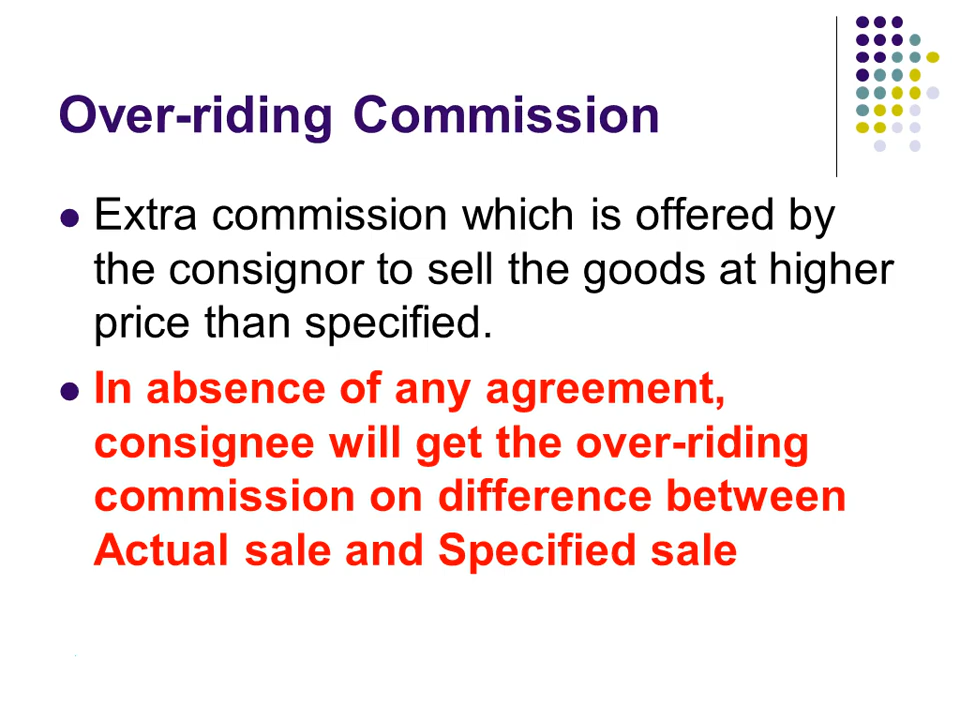 Over-riding Commission
Extra commission which is offered by
the consignor to sell the goods at higher
price than specified.
In absence of any agreement,
consignee will get the over-riding
commission on difference between
Actual sale and Specified sale